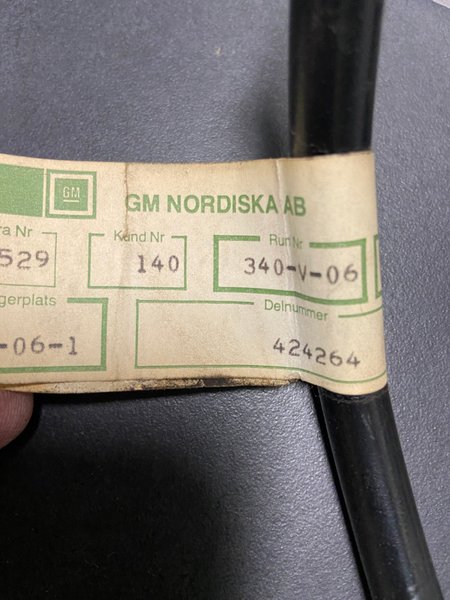 GM
GM NORDISKA AB
ra Nr
Kund Nr
Run Nr
529
140
340-V-06
gerplats
Delnummer
-06-1
424264